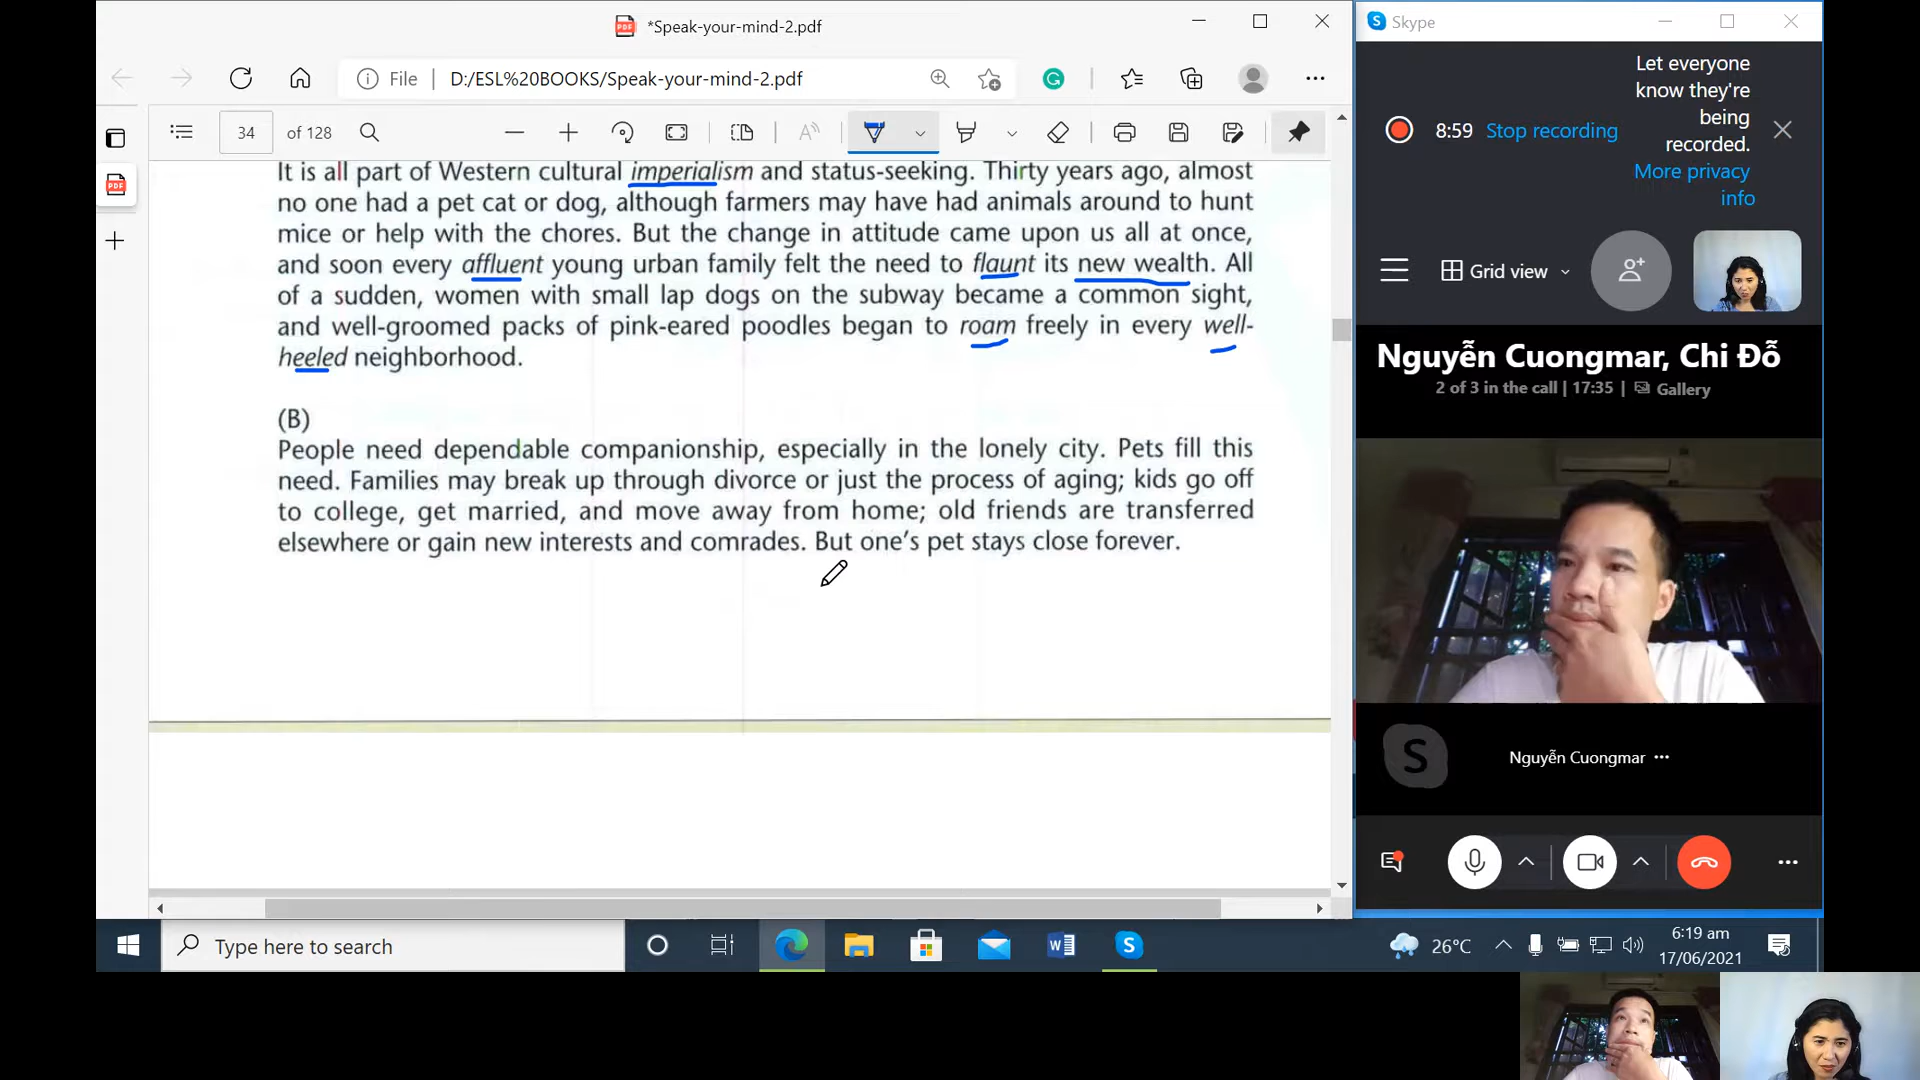 *Speak-your-mind-2.pdf
File D:/ESL%20BOOKS/Speak-your-mind-2.pdf
34 of 128
It is all part of Western cultural imperialism and status-seeking. Thirty years ago, almost
no one had a pet cat or dog, although farmers may have had animals around to hunt
mice or help with the chores. But the change in attitude came upon us all at once,
and soon every affluent young urban family felt the need to flaunt its new wealth. All
of a sudden, women with small lap dogs on the subway became a common sight,
and well-groomed packs of pink-eared poodles began to roam freely in every well-
heeled neighborhood.
(B)
People need dependable companionship, especially in the lonely city. Pets fill this
need. Families may break up through divorce or just the process of aging; kids go off
to college, get married, and move away from home; old friends are transferred
elsewhere or gain new interests and comrades. But one's pet stays close forever.
Skype
Let everyone
know they're
being
recorded.
8:59 Stop recording
More privacy
info
Grid view
Nguyễn Cuongmar, Chi Đỗ
2 of 3 in the call | 17:35 | Gallery
Nguyễn Cuongmar
Type here to search
26°C
6:19 am
17/06/2021